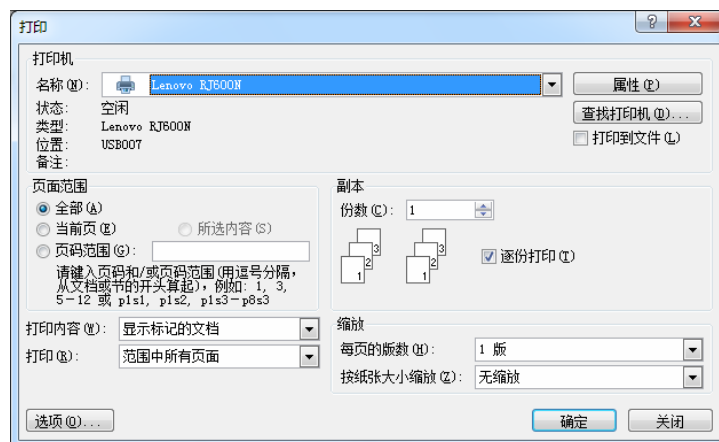 打印
打印机
名称(N): Lenovo RJ600N 属性(P)
状态: 空闲
类型: Lenovo RJ600N 查找打印机(D)...
位置: USB007 打印到文件(L)
备注:
页面范围
全部(A)
当前页(E) 所选内容(S)
页码范围(G):
请键入页码和/或页码范围(用逗号分隔，
从文档或节的开头算起)，例如: 1, 3,
5－12 或 p1s1, p1s2, p1s3－p8s3
副本
份数(C): 1
3 3
2 2
1 1
逐份打印(T)
打印内容(W): 显示标记的文档
打印(R): 范围中所有页面
缩放
每页的版数(H): 1 版
按纸张大小缩放(Z): 无缩放
选项(O)... 确定 关闭